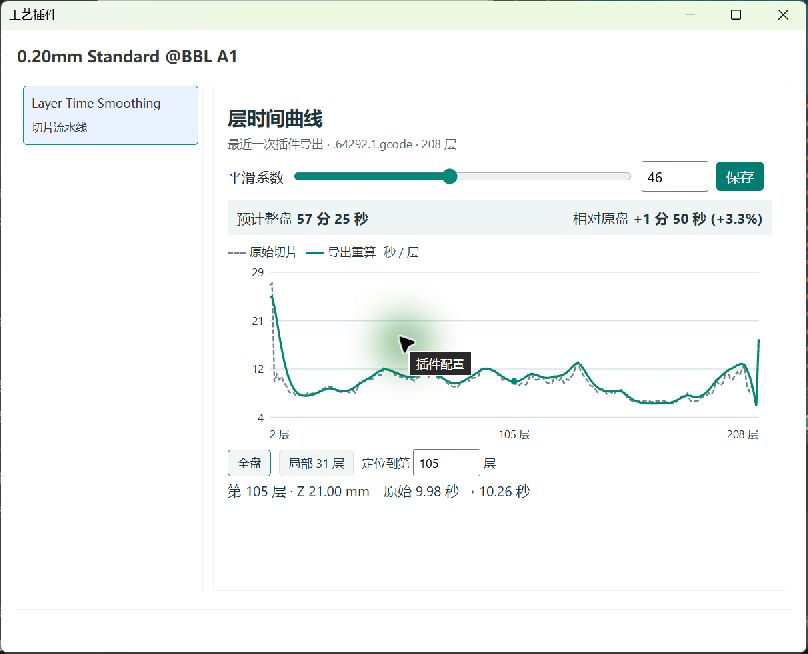 工艺插件
0.20mm Standard @BBL A1
Layer Time Smoothing
切片流水线
层时间曲线
最近一次插件导出 · .64292.1.gcode · 208 层
平滑系数 46 保存
预计整盘 57 分 25 秒 相对原盘 +1 分 50 秒 (+3.3%)
原始切片 导出重算 秒 / 层
29
21
12
4
插件配置
2 层 105 层 208 层
全盘 局部 31 层 定位到第 105 层
第 105 层 · Z 21.00 mm 原始 9.98 秒 · 10.26 秒